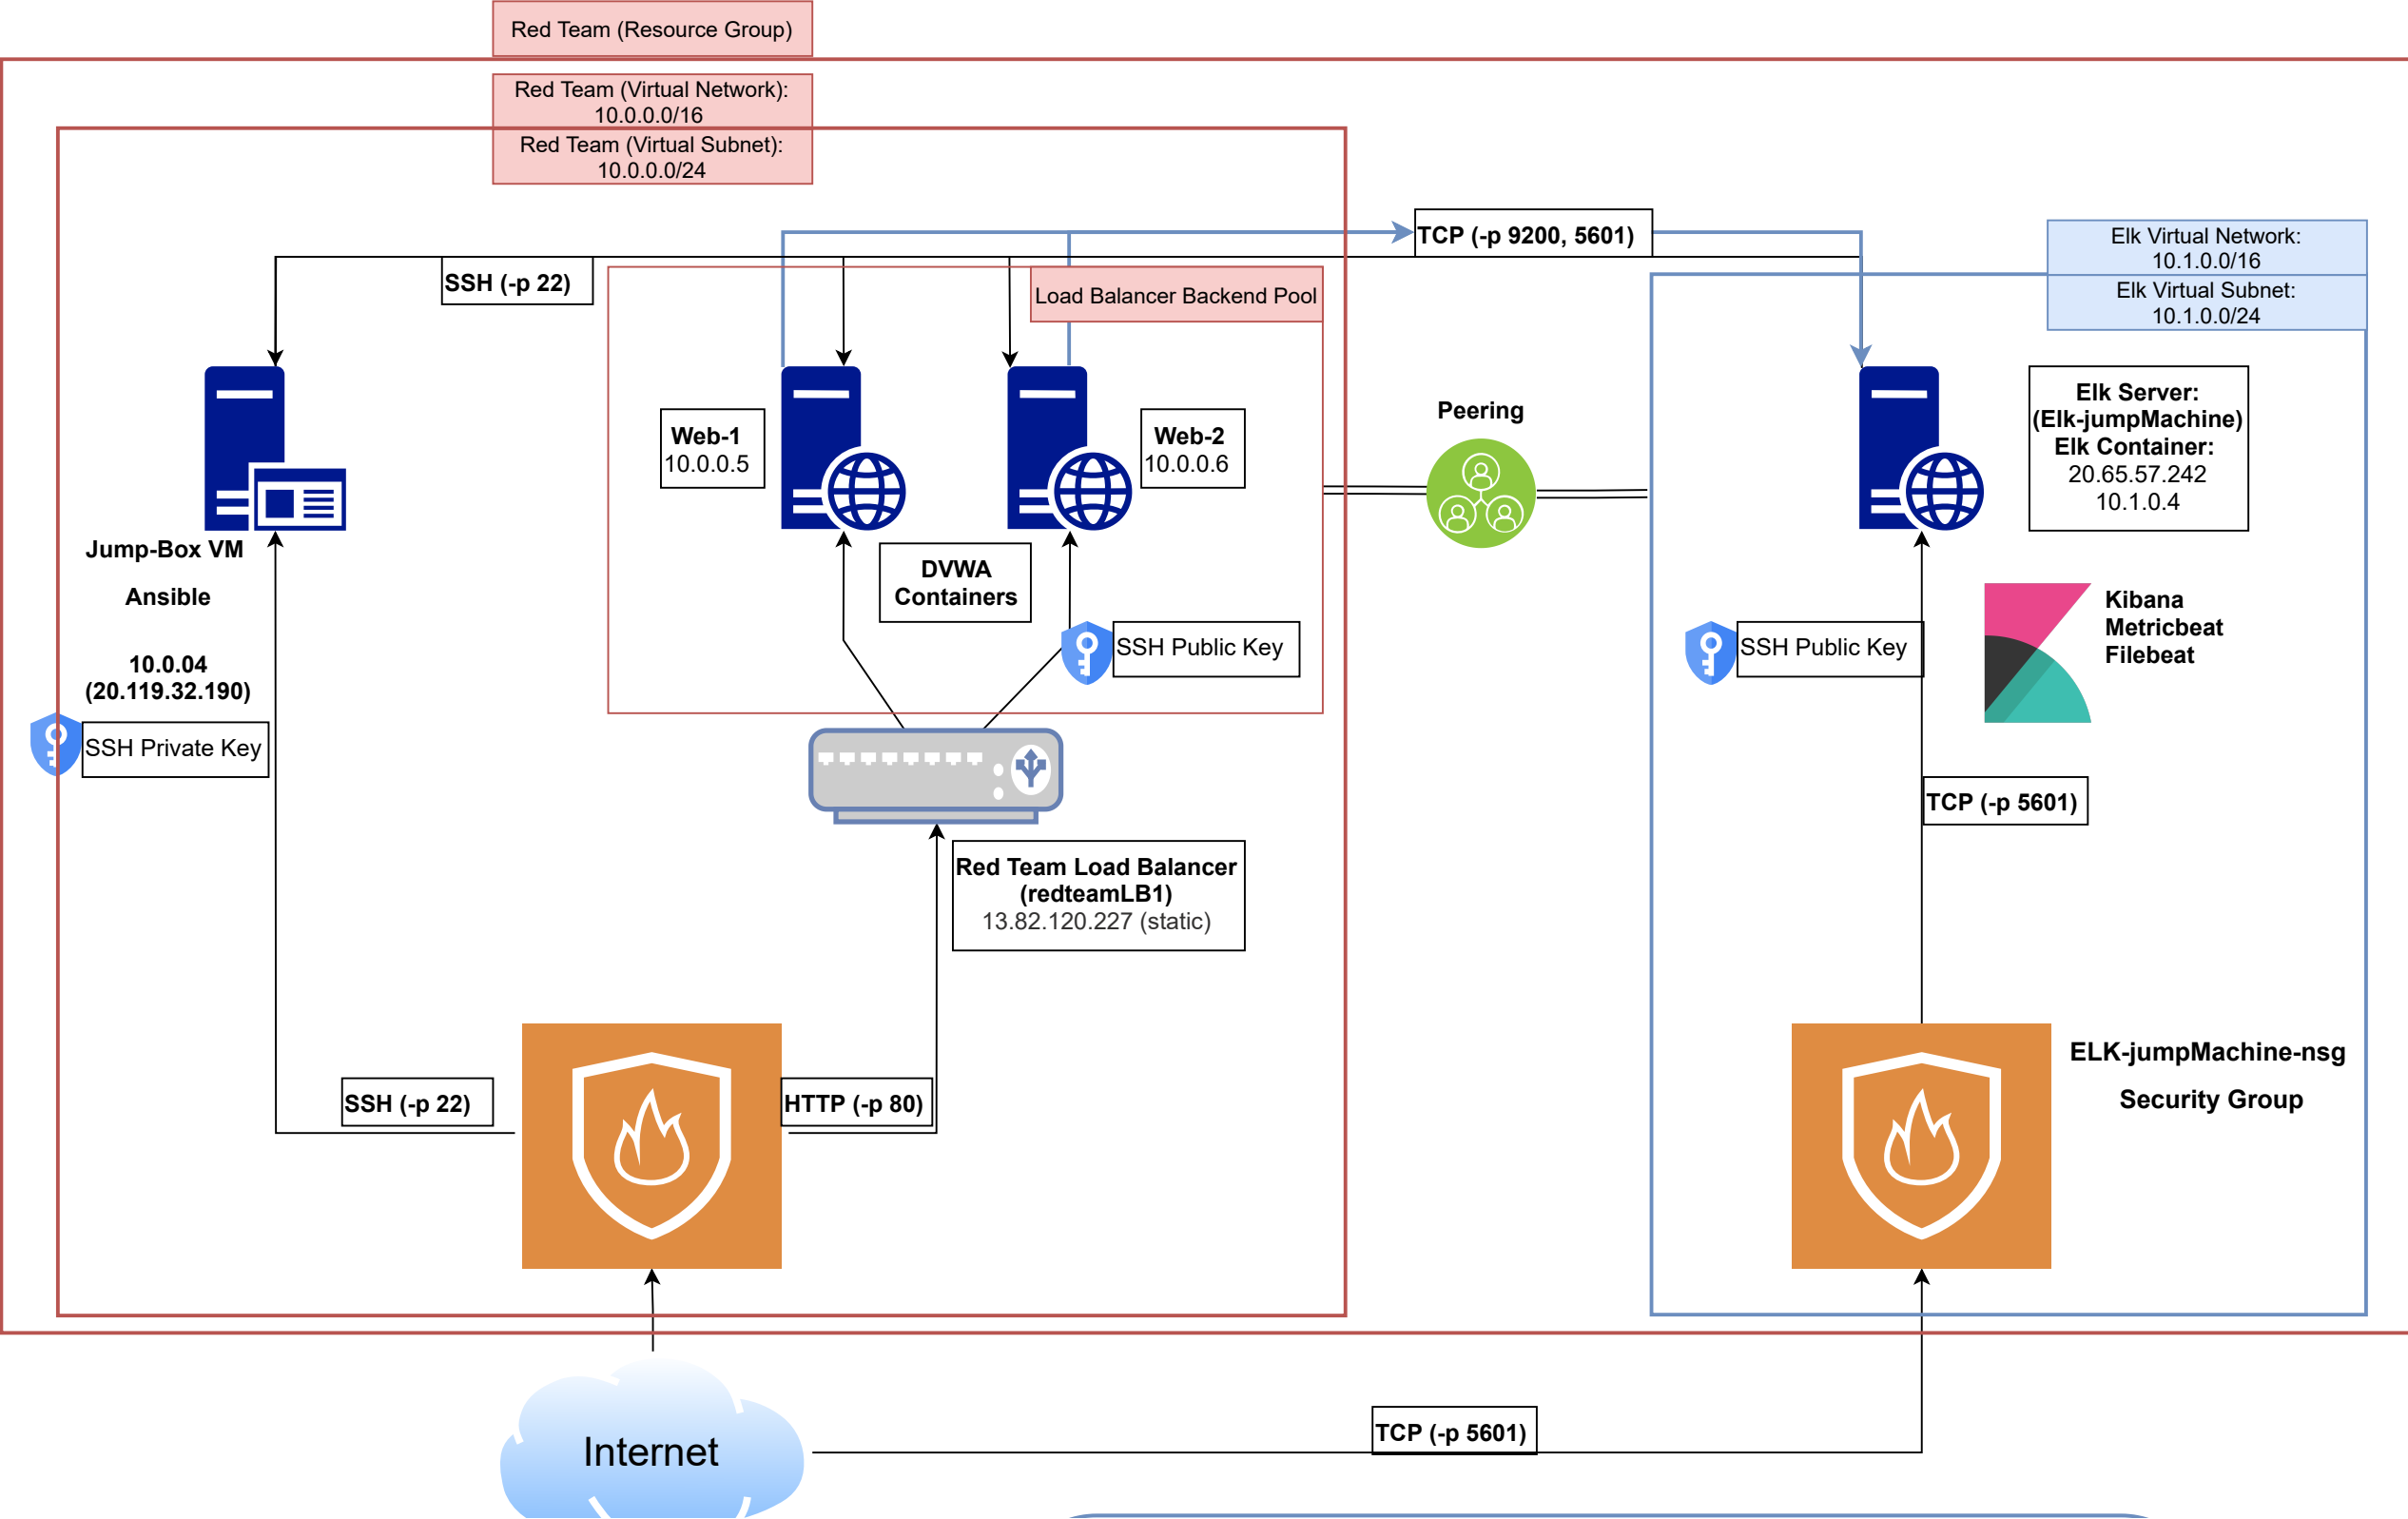 Red Team (Resource Group)
Red Team (Virtual Network):
10.0.0.0/16
Red Team (Virtual Subnet):
10.0.0.0/24
TCP (-p 9200, 5601)
Elk Virtual Network:
10.1.0.0/16
Elk Virtual Subnet:
10.1.0.0/24
SSH (-p 22)
Load Balancer Backend Pool
Web-1
10.0.0.5
Web-2
10.0.0.6
Peering
Elk Server:
(Elk-jumpMachine)
Elk Container:
20.65.57.242
10.1.0.4
Jump-Box VM
Ansible
10.0.04
(20.119.32.190)
SSH Private Key
DVWA
Containers
SSH Public Key
SSH Public Key
Kibana
Metricbeat
Filebeat
TCP (-p 5601)
Red Team Load Balancer
(redteamLB1)
13.82.120.227 (static)
SSH (-p 22)
HTTP (-p 80)
ELK-jumpMachine-nsg
Security Group
Internet
TCP (-p 5601)